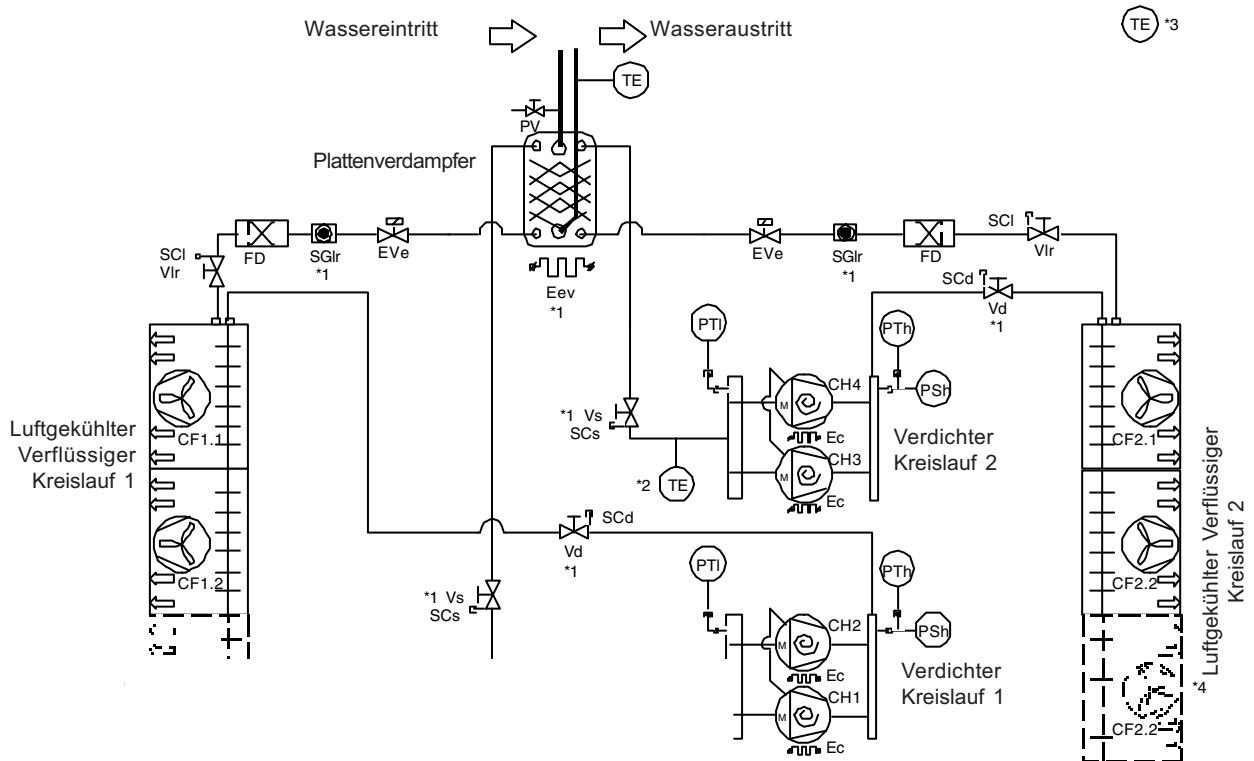 Wassereintritt
Wasseraustritt
TE *3
TE
PV
Plattenverdampfer
SCl
Vlr
FD
SGlr
*1
EVe
Eev
*1
EVe
SGlr
*1
FD
SCl
Vlr
SCd
Vd
*1
PTl
PTh
CH4
PSh
M
Ec
*1 Vs
SCs
CH3
M
Ec
Verdichter
Kreislauf 2
*2 TE
CF1.1
Luftgekühlter
Verflüssiger
Kreislauf 1
CF1.2
CF2.1
CF2.2
Luftgekühlter Verflüssiger
Kreislauf 2
SCd
Vd
*1
*1 Vs
SCs
PTl
PTh
CH2
PSh
M
Ec
CH1
M
Ec
Verdichter
Kreislauf 1
*4
CF2.2